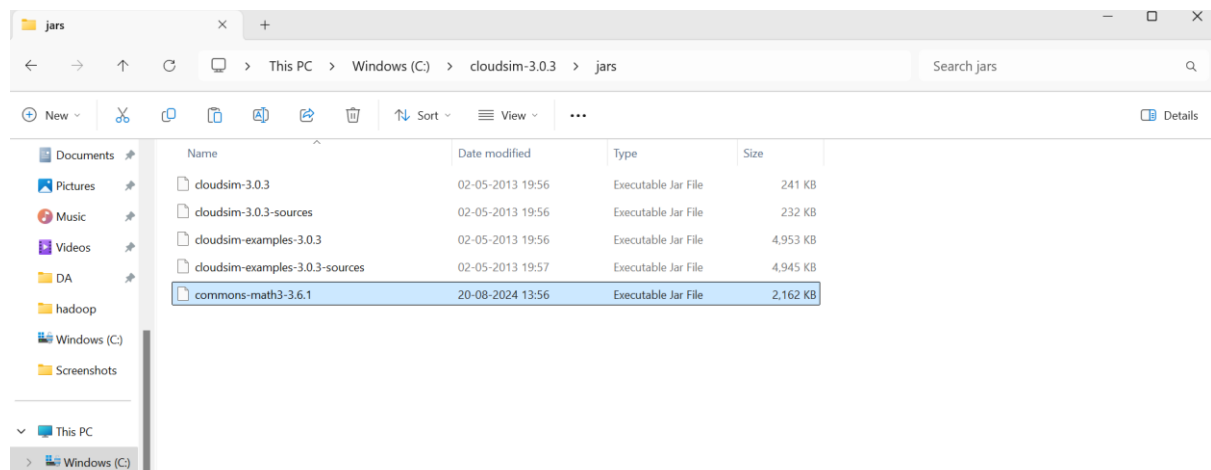 jars
This PC > Windows (C:) > cloudsim-3.0.3 > jars
Search jars
New
Sort
View
Details
Documents
Pictures
Music
Videos
DA
hadoop
Windows (C:)
Screenshots
This PC
Windows (C:)
Name Date modified Type Size
cloudsim-3.0.3 02-05-2013 19:56 Executable Jar File 241 KB
cloudsim-3.0.3-sources 02-05-2013 19:56 Executable Jar File 232 KB
cloudsim-examples-3.0.3 02-05-2013 19:56 Executable Jar File 4,953 KB
cloudsim-examples-3.0.3-sources 02-05-2013 19:57 Executable Jar File 4,945 KB
commons-math3-3.6.1 20-08-2024 13:56 Executable Jar File 2,162 KB